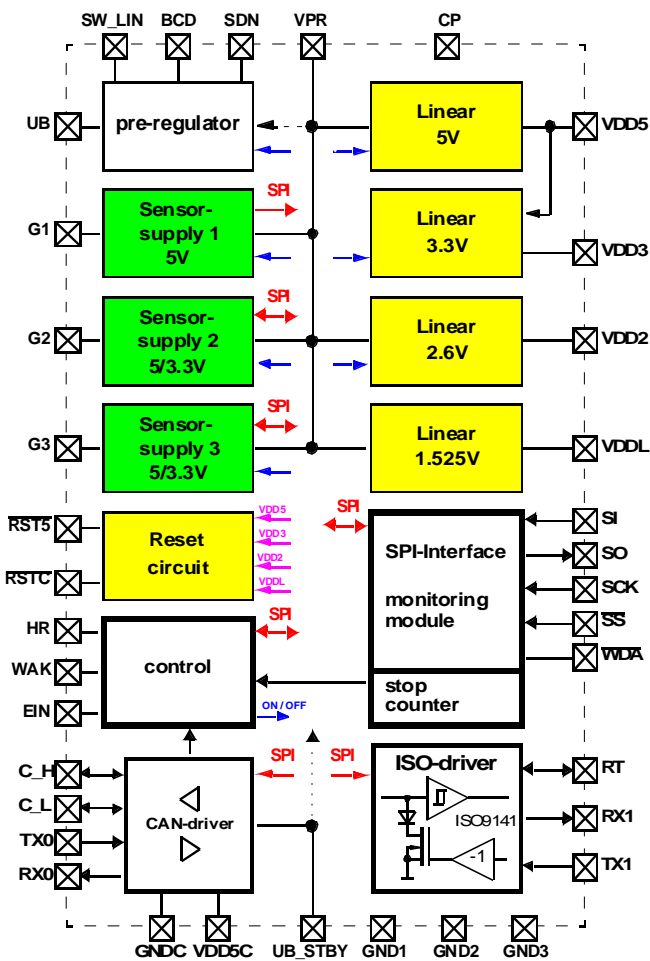 SW_LIN BCD SDN VPR CP
UB
pre-regulator
Linear
5V
VDD5
G1
Sensor-
supply 1
5V
SPI
Linear
3.3V
VDD3
G2
Sensor-
supply 2
5/3.3V
SPI
Linear
2.6V
VDD2
G3
Sensor-
supply 3
5/3.3V
SPI
Linear
1.525V
VDDL
RST5
RSTC
Reset
circuit
VDD5
VDD3
VDD2
VDDL
SPI
SPI-Interface
monitoring
module
stop
counter
SI
SO
SCK
SS
WDA
HR
WAK
EIN
control
SPI
ON / OFF
C_H
C_L
TX0
RX0
CAN-driver
SPI SPI
ISO-driver
ISO9141
-1
RT
RX1
TX1
GNDC VDD5C UB_STBY GND1 GND2 GND3